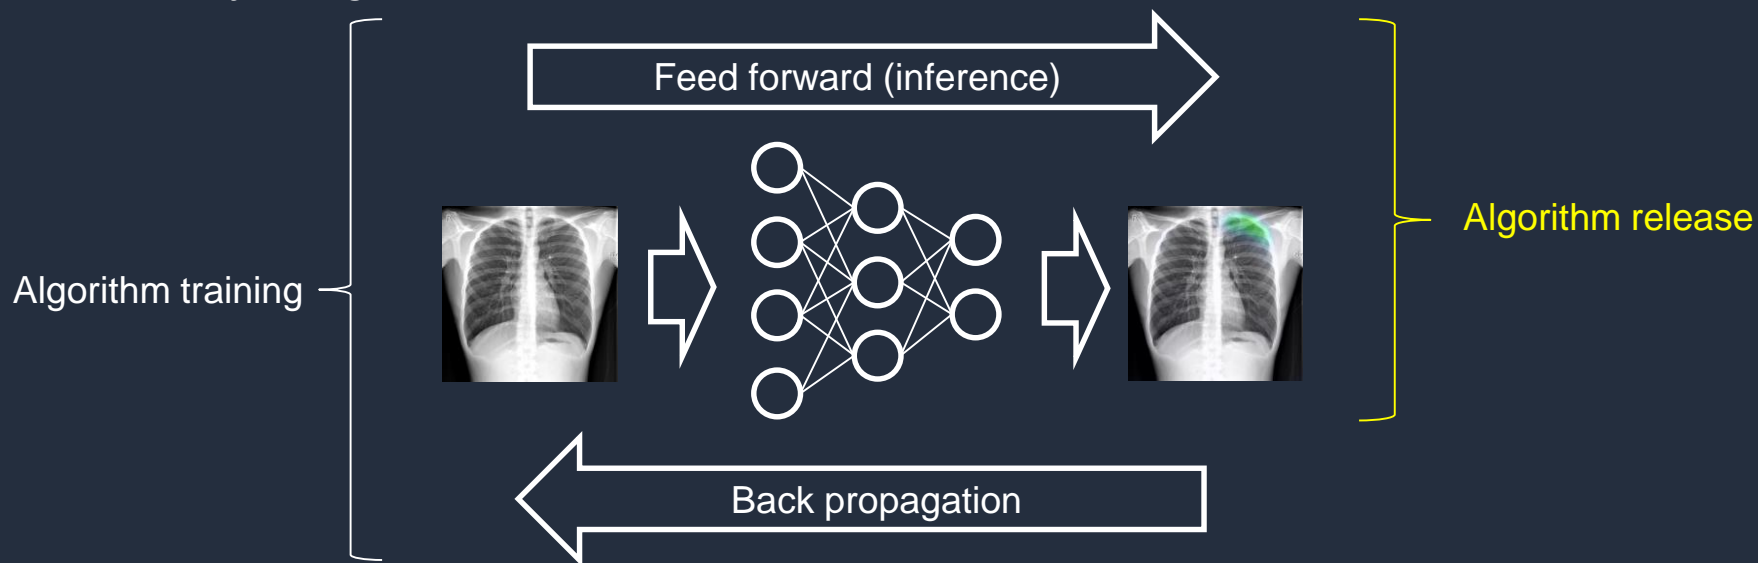 Feed forward (inference)
Algorithm training
Algorithm release
Back propagation